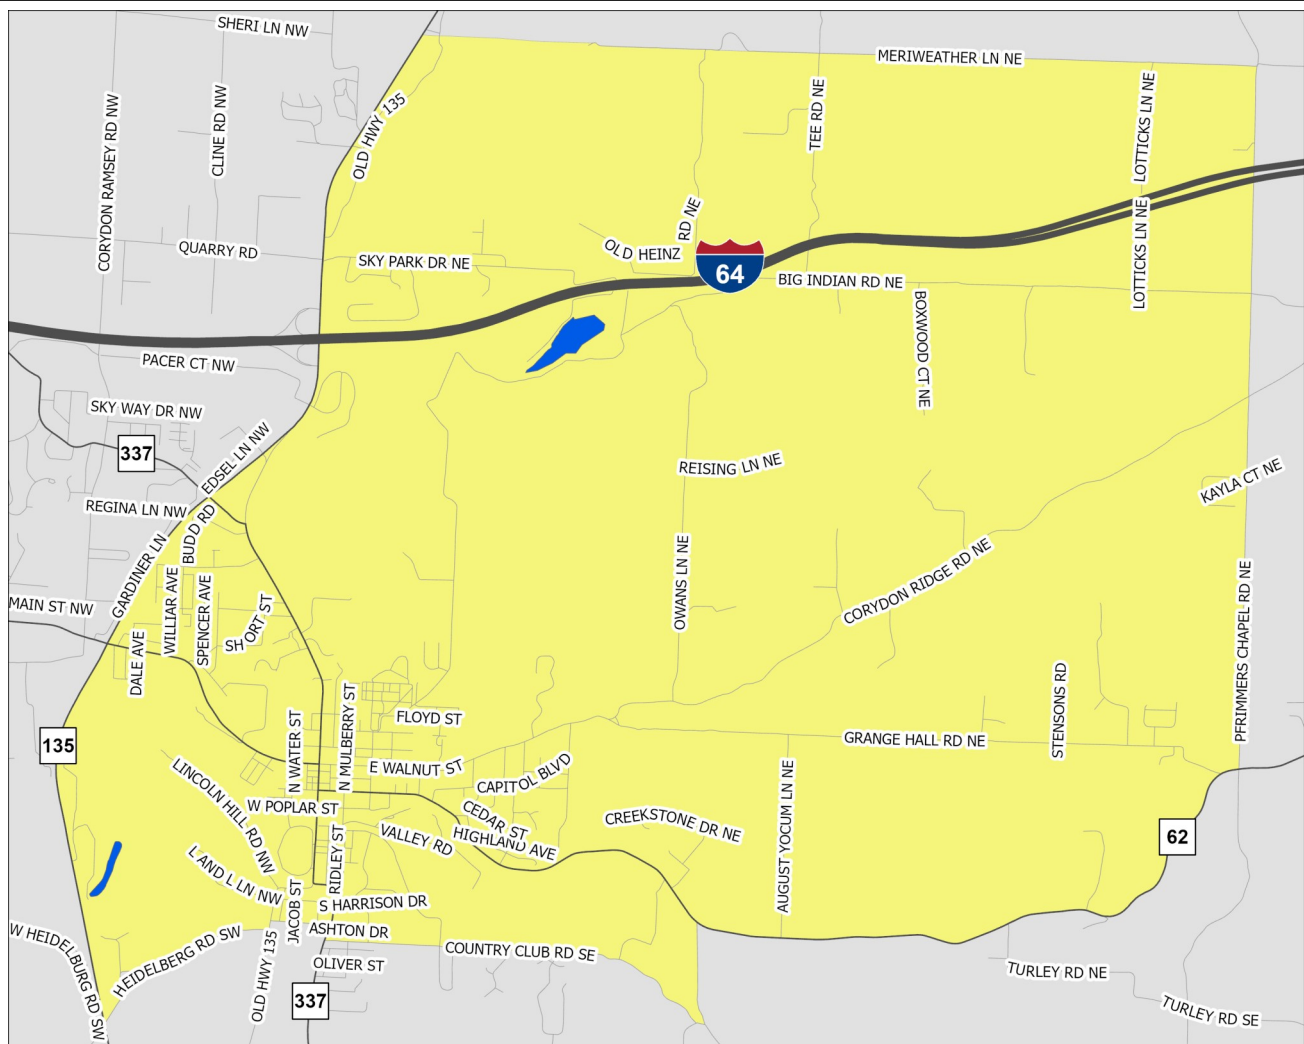 SHERI LN NW
MERIWEATHER LN NE
OLD HWY 135
CORYDON RAMSEY RD NW
CLINE RD NW
TEE RD NE
LOTTICKS LN NE
QUARRY RD
SKY PARK DR NE
OLD HEINZ RD NE
64
BIG INDIAN RD NE
LOTTICKS LN NE
BOXWOOD CT NE
PACER CT NW
SKY WAY DR NW
337
EDSEL LN NW
REGINA LN NW
BUDD RD
REISING LN NE
KAYLA CT NE
GARDINER LN
OWANS LN NE
CORYDON RIDGE RD NE
MAIN ST NW
WILLIAR AVE
SPENCER AVE
SHORT ST
DALE AVE
PFRIMMERS CHAPEL RD NE
STENSONS RD
135
N WATER ST
N MULBERRY ST
FLOYD ST
GRANGE HALL RD NE
E WALNUT ST
CAPITOL BLVD
LINCOLN HILL RD NW
W POPLAR ST
CEDAR ST
HIGHLAND AVE
VALLEY RD
CREEKSTONE DR NE
AUGUST YOCUM LN NE
62
L AND L LN NW
JACOB ST
RIDLEY ST
S HARRISON DR
ASHTON DR
W HEIDELBURG RD SW
HEIDELBERG RD SW
OLD HWY 135
COUNTRY CLUB RD SE
OLIVER ST
337
TURLEY RD NE
TURLEY RD SE